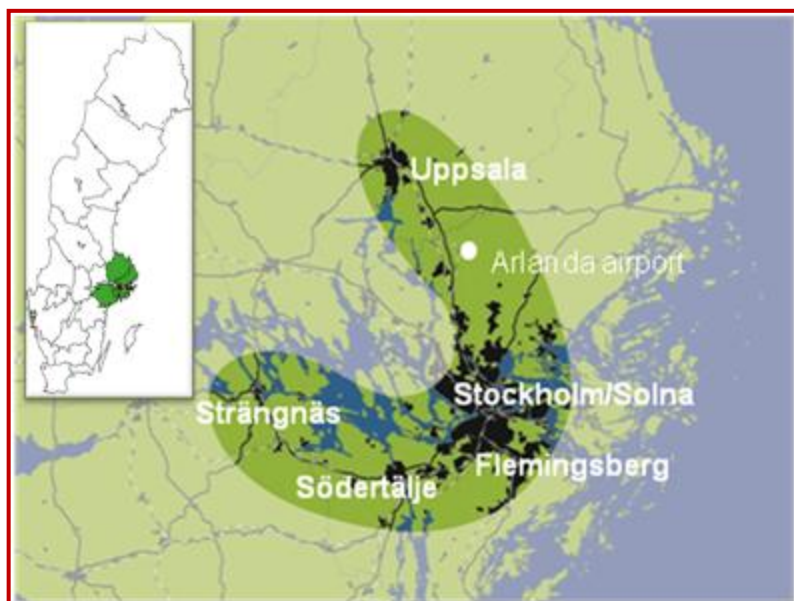 Uppsala
Arlanda airport
Stockholm/Solna
Strängnäs
Flemingsberg
Södertälje